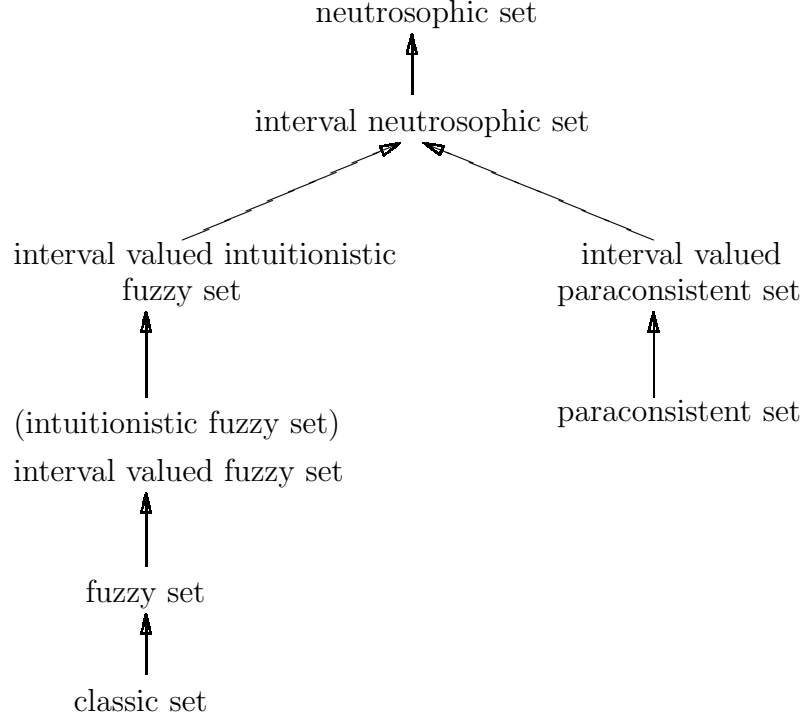 neutrosophic set
interval neutrosophic set
interval valued intuitionistic
fuzzy set
interval valued
paraconsistent set
(intuitionistic fuzzy set)
interval valued fuzzy set
paraconsistent set
fuzzy set
classic set